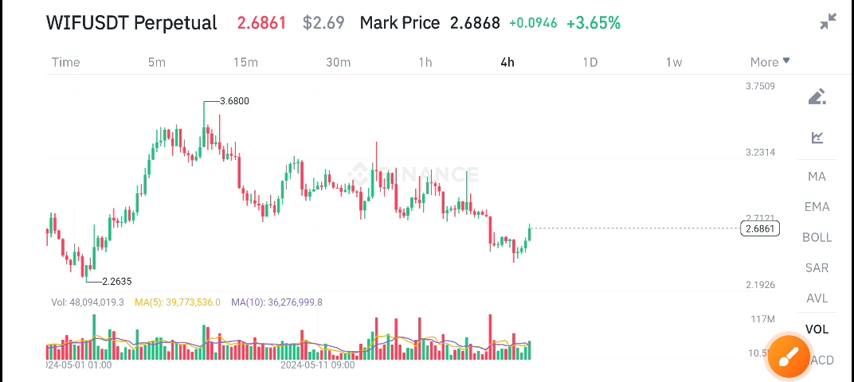 WIFUSDT Perpetual 2.6861 $2.69 Mark Price 2.6868 +0.0946 +3.65%
Time 5m 15m 30m 1h 4h 1D 1w More
3.7509
3.6800
3.2314
BINANCE
MA
EMA
2.7121
2.6861
BOLL
SAR
2.2635
2.1926
AVL
Vol: 48,094,019.3 MA(5): 39,773,536.0 MA(10): 36,276,999.8
117M
VOL
10.5
ACD
024-05-01 01:00 2024-05-11 09:00